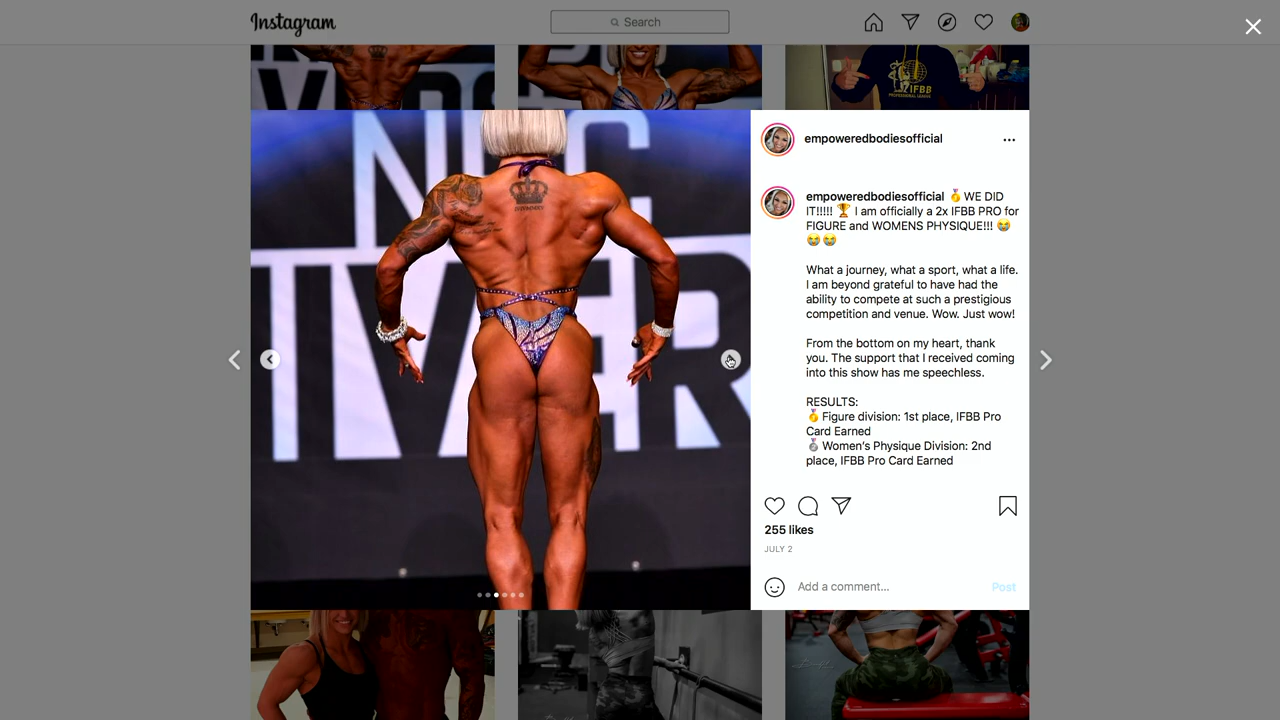 Instagram
Search
IFBB
PROFESSIONAL LEAGUE
empoweredbodiesofficial
empoweredbodiesofficial 🥇 WE DID
IT!!!!! 🏆 I am officially a 2x IFBB PRO for
FIGURE and WOMENS PHYSIQUE!!! 😭
😭😭
What a journey, what a sport, what a life.
I am beyond grateful to have had the
ability to compete at such a prestigious
competition and venue. Wow. Just wow!
From the bottom on my heart, thank
you. The support that I received coming
into this show has me speechless.
RESULTS:
🥇 Figure division: 1st place, IFBB Pro
Card Earned
🥈 Women's Physique Division: 2nd
place, IFBB Pro Card Earned
255 likes
JULY 2
Add a comment...
Post